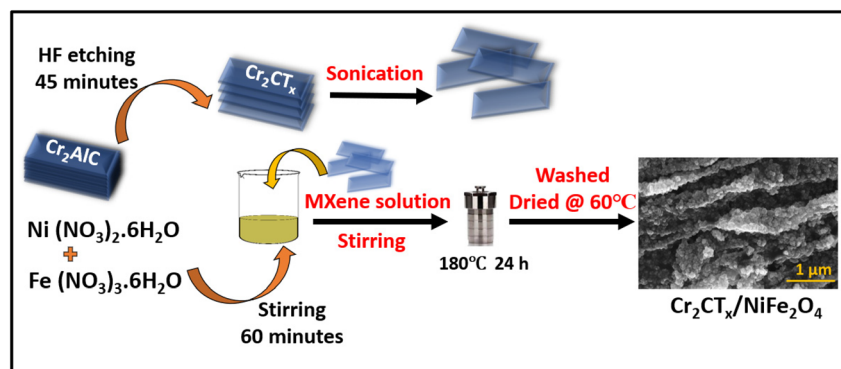 HF etching
45 minutes
Cr₂CTₓ
Sonication
Cr₂AlC
Ni (NO₃)₂.6H₂O
+
Fe (NO₃)₃.6H₂O
Stirring
60 minutes
MXene solution
Stirring
180℃ 24 h
Washed
Dried @ 60℃
1 μm
Cr₂CTₓ/NiFe₂O₄